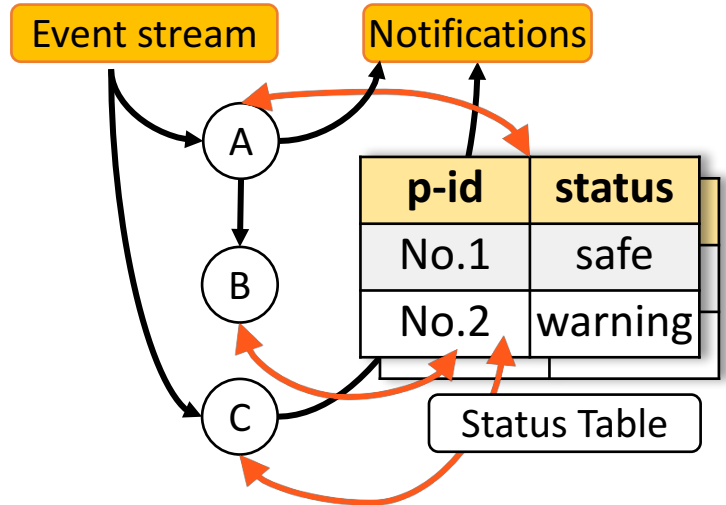 Event stream
Notifications
A
p-id status
No.1 safe
B
No.2 warning
C
Status Table